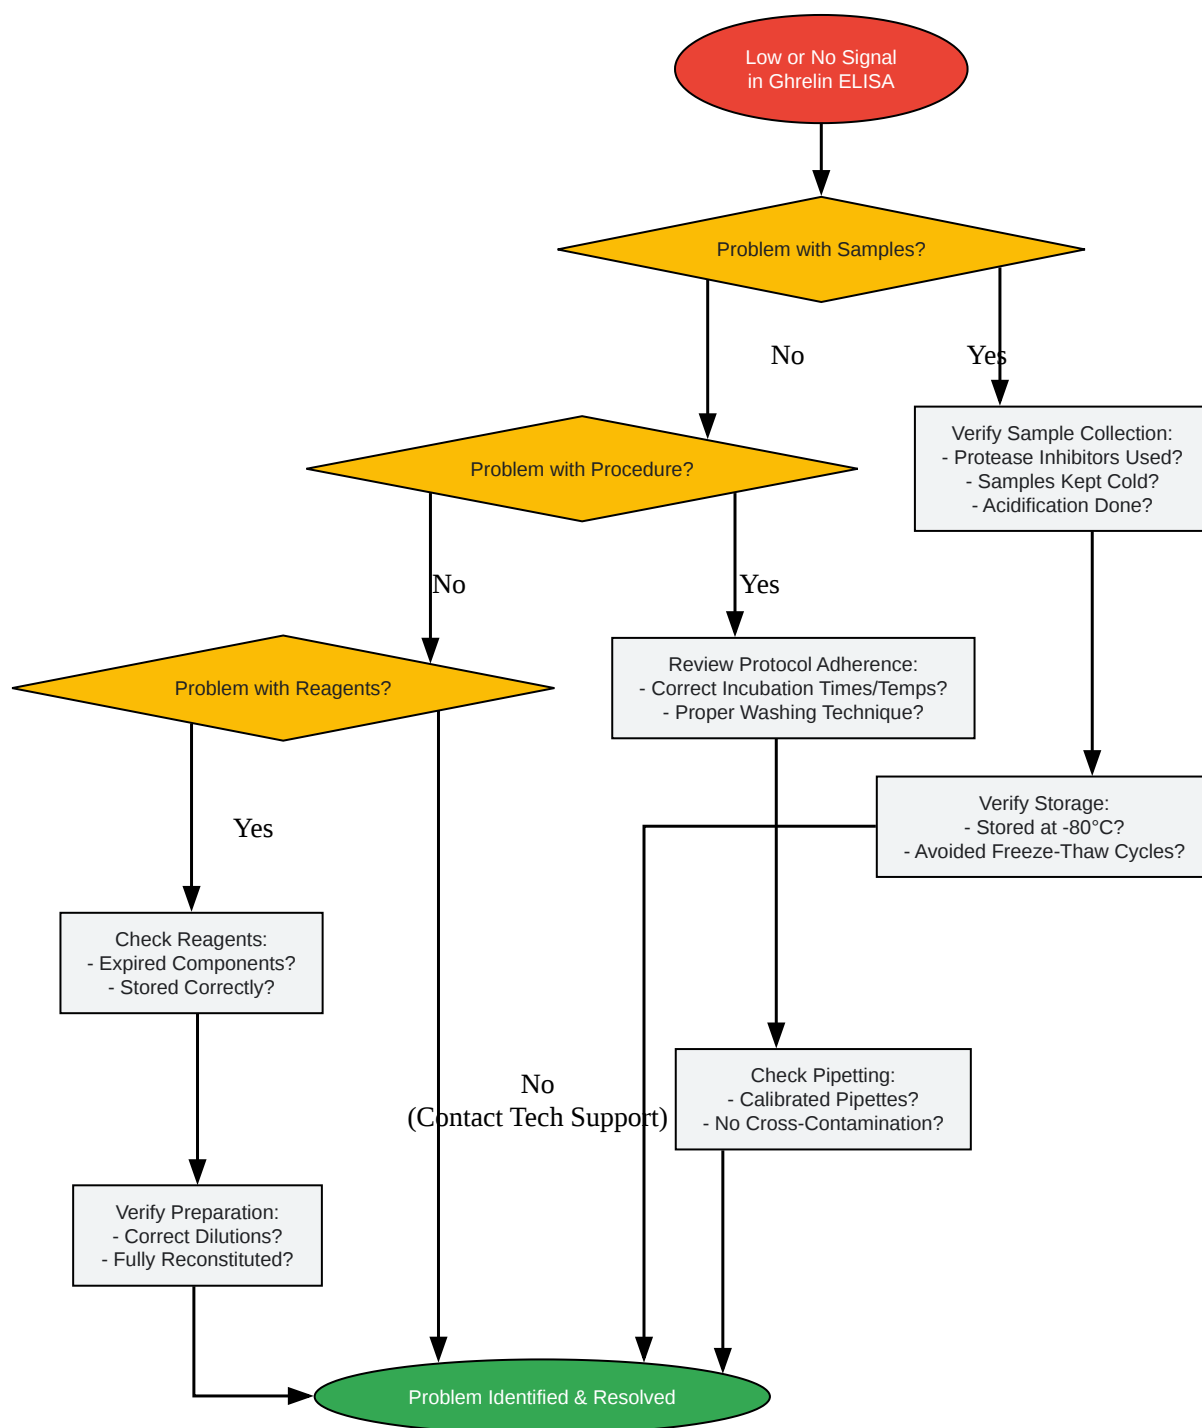 Low or No Signal
in Ghrelin ELISA
Problem with Samples?
No
Yes
Verify Sample Collection:
- Protease Inhibitors Used?
- Samples Kept Cold?
- Acidification Done?
Problem with Procedure?
No
Yes
Review Protocol Adherence:
- Correct Incubation Times/Temps?
- Proper Washing Technique?
Problem with Reagents?
Verify Storage:
- Stored at -80°C?
- Avoided Freeze-Thaw Cycles?
Yes
Check Reagents:
- Expired Components?
- Stored Correctly?
No
(Contact Tech Support)
Check Pipetting:
- Calibrated Pipettes?
- No Cross-Contamination?
Verify Preparation:
- Correct Dilutions?
- Fully Reconstituted?
Problem Identified & Resolved